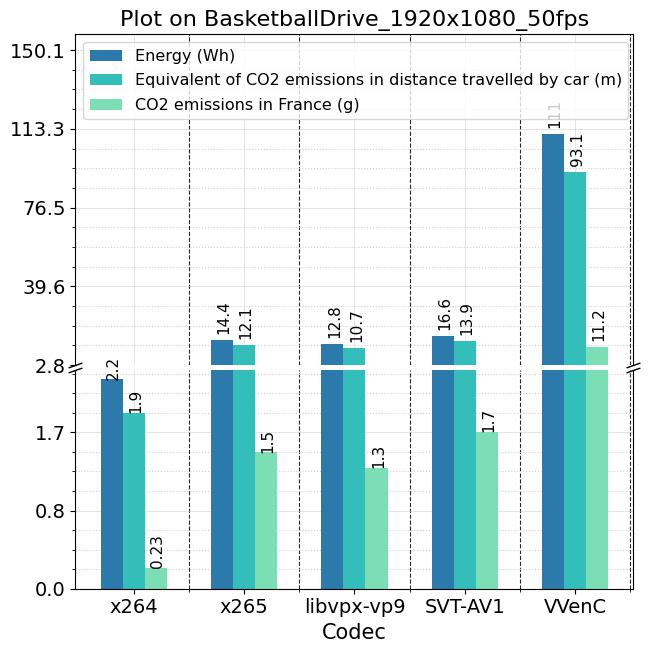 Plot on BasketballDrive_1920x1080_50fps
Energy (Wh)
Equivalent of CO2 emissions in distance travelled by car (m)
CO2 emissions in France (g)
150.1
113.3
76.5
39.6
2.8
1.7
0.8
0.0
2.2
1.9
0.23
14.4
12.1
1.5
12.8
10.7
1.3
16.6
13.9
1.7
111
93.1
11.2
x264
x265
libvpx-vp9
SVT-AV1
VVenC
Codec